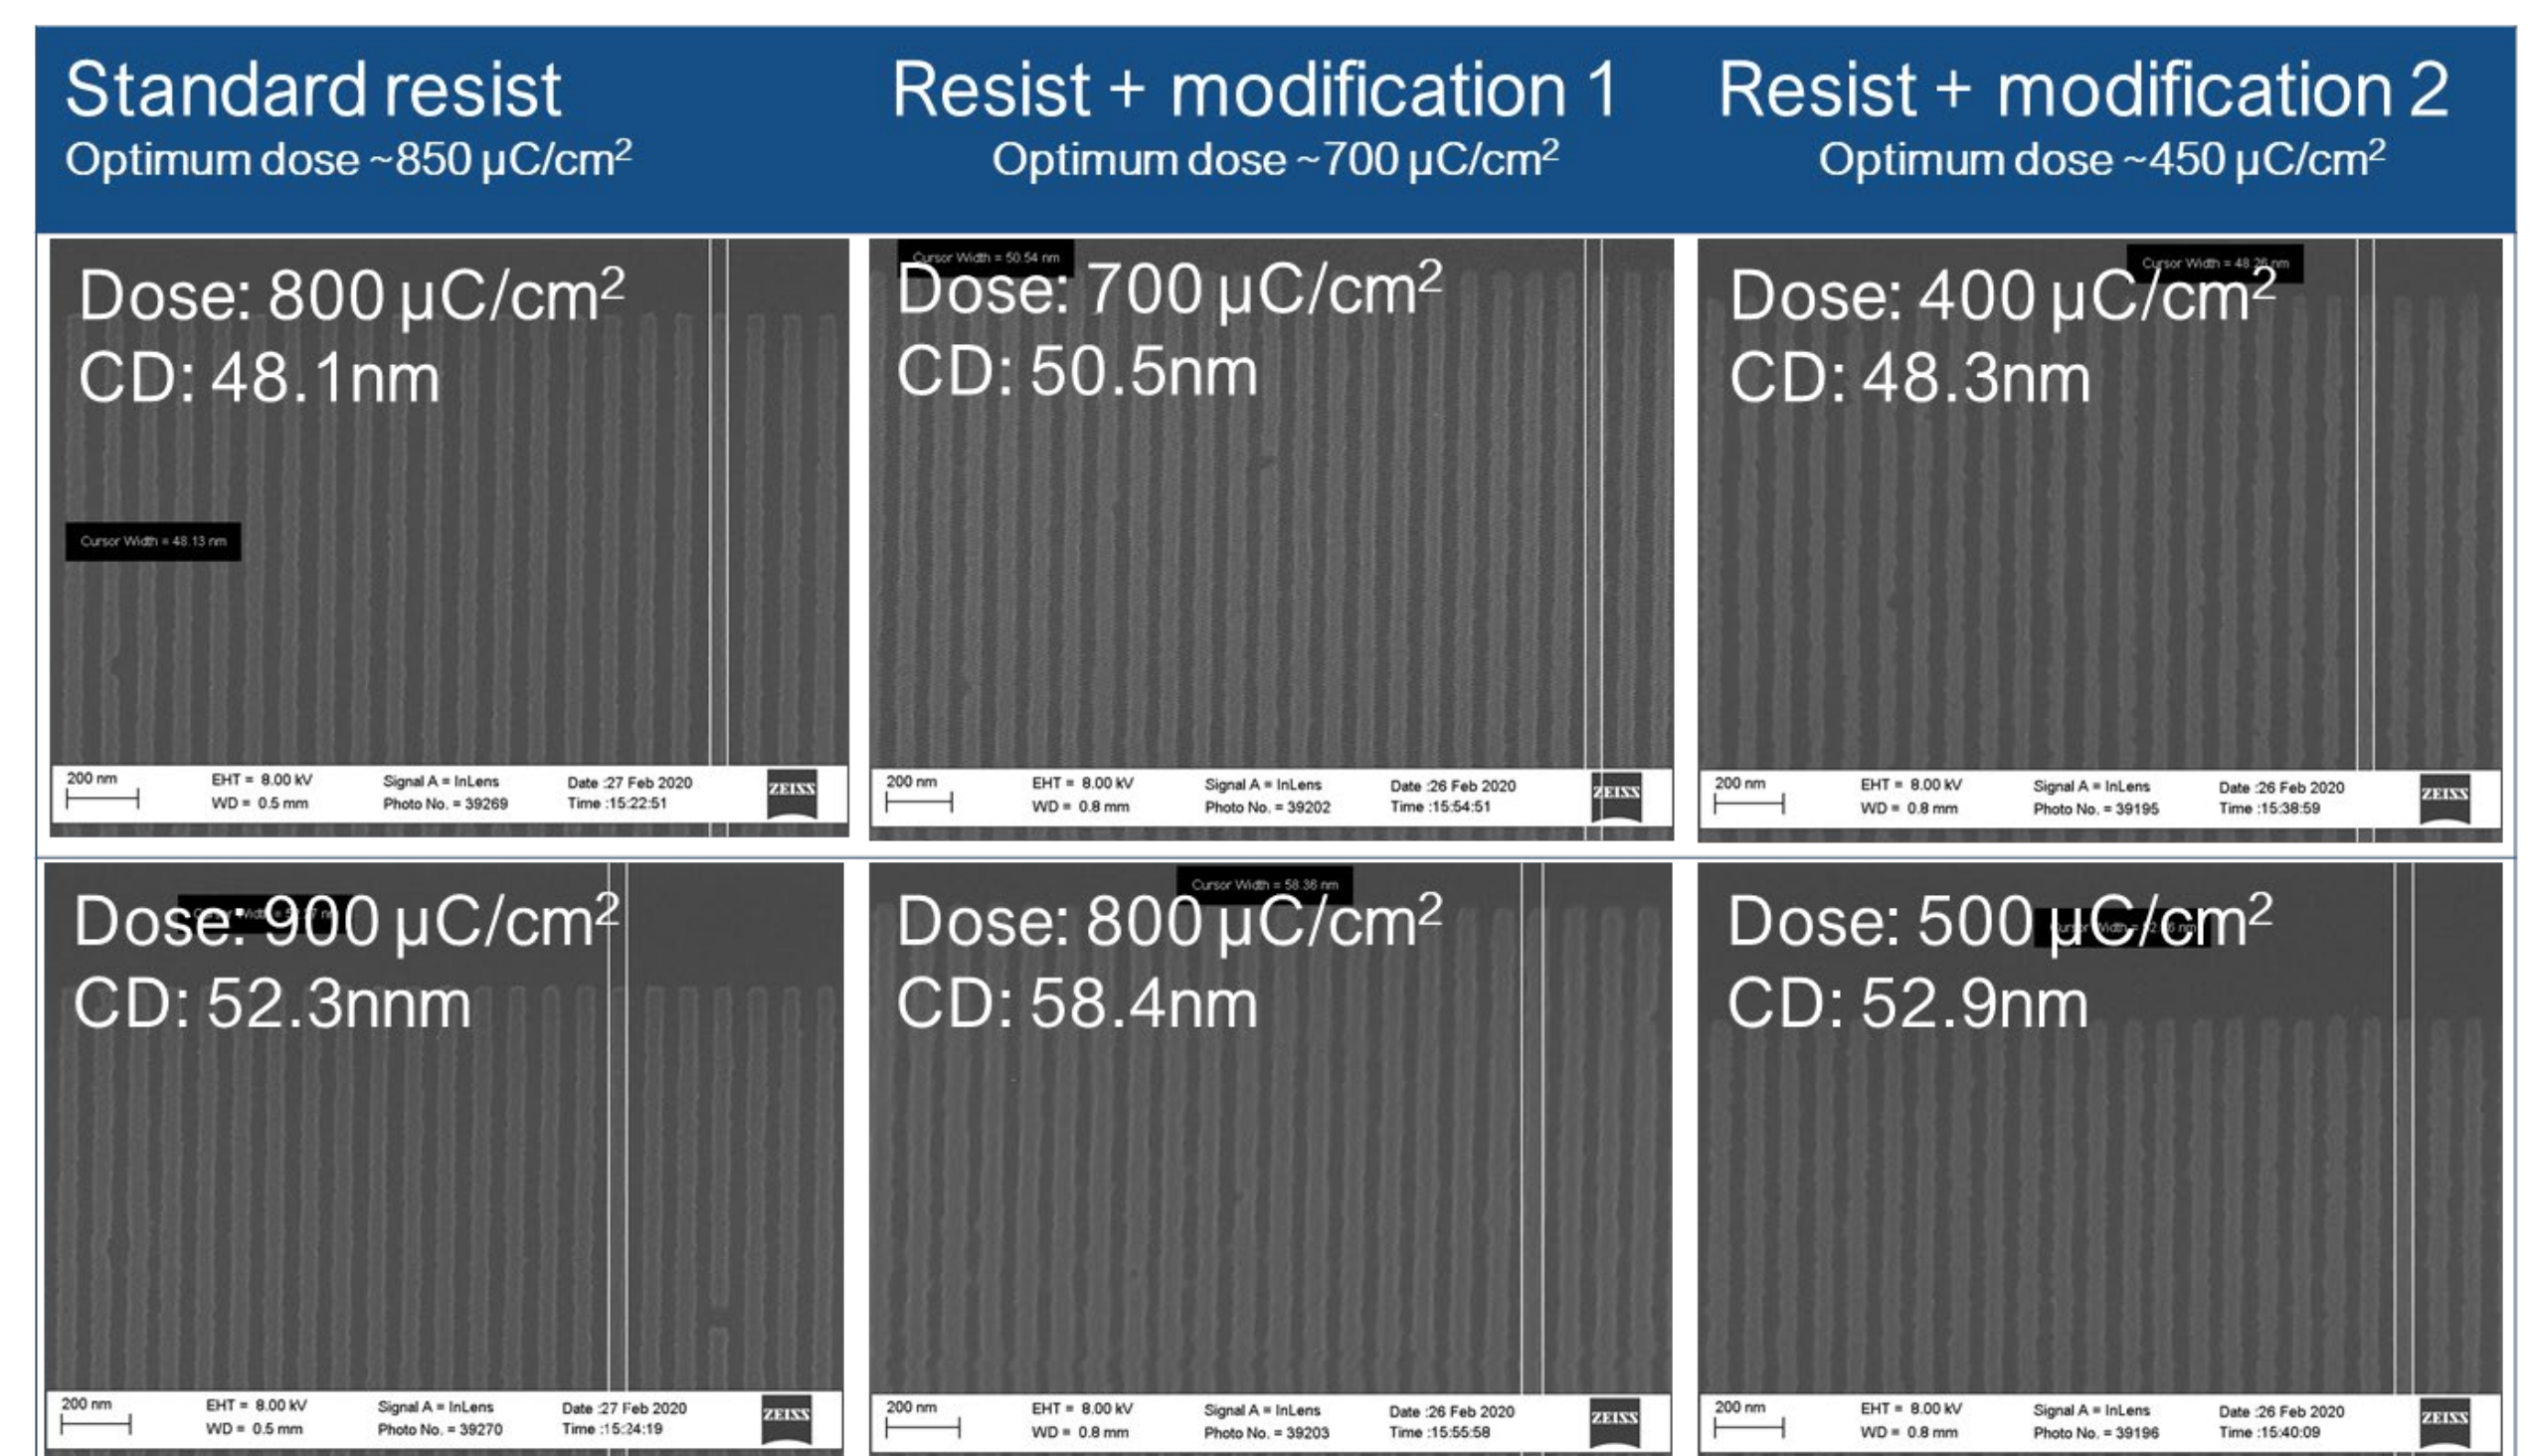 Standard resist
Optimum dose ~850 µC/cm²
Resist + modification 1
Optimum dose ~700 µC/cm²
Resist + modification 2
Optimum dose ~450 µC/cm²
Dose: 800 µC/cm²
CD: 48.1nm
Cursor Width = 48.13 nm
200 nm
EHT = 8.00 kV
WD = 0.5 mm
Signal A = InLens
Photo No. = 39269
Date :27 Feb 2020
Time :15:22:51
ZEISS
Cursor Width = 50.54 nm
Dose: 700 µC/cm²
CD: 50.5nm
200 nm
EHT = 8.00 kV
WD = 0.8 mm
Signal A = InLens
Photo No. = 39202
Date :26 Feb 2020
Time :15:54:51
ZEISS
Cursor Width = 48.26 nm
Dose: 400 µC/cm²
CD: 48.3nm
200 nm
EHT = 8.00 kV
WD = 0.8 mm
Signal A = InLens
Photo No. = 39195
Date :26 Feb 2020
Time :15:38:59
ZEISS
Dose: 900 µC/cm²
CD: 52.3nnm
200 nm
EHT = 8.00 kV
WD = 0.5 mm
Signal A = InLens
Photo No. = 39270
Date :27 Feb 2020
Time :15:24:19
ZEISS
Cursor Width = 58.36 nm
Dose: 800 µC/cm²
CD: 58.4nm
200 nm
EHT = 8.00 kV
WD = 0.8 mm
Signal A = InLens
Photo No. = 39203
Date :26 Feb 2020
Time :15:55:58
ZEISS
Dose: 500 µC/cm²
CD: 52.9nm
200 nm
EHT = 8.00 kV
WD = 0.8 mm
Signal A = InLens
Photo No. = 39196
Date :26 Feb 2020
Time :15:40:09
ZEISS